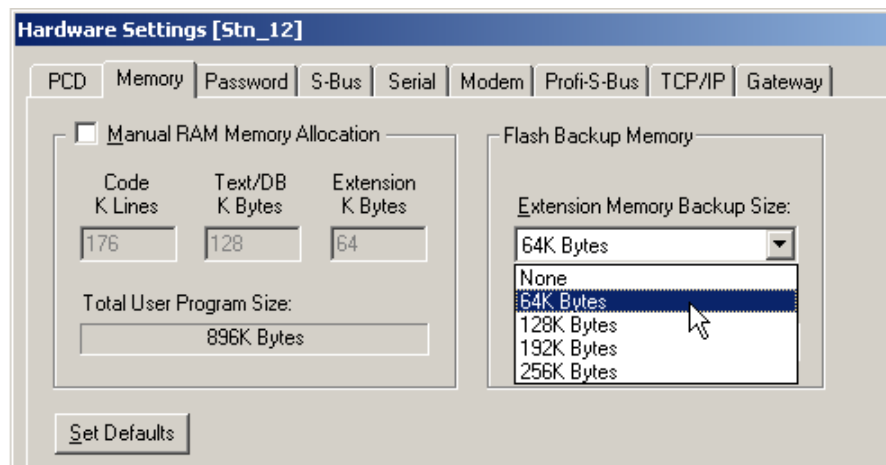 Hardware Settings [Stn_12]
PCD Memory Password S-Bus Serial Modem Profi-S-Bus TCP/IP Gateway
Manual RAM Memory Allocation
Code K Lines
Text/DB K Bytes
Extension K Bytes
176
128
64
Total User Program Size:
896K Bytes
Flash Backup Memory
Extension Memory Backup Size:
64K Bytes
None
64K Bytes
128K Bytes
192K Bytes
256K Bytes
Set Defaults